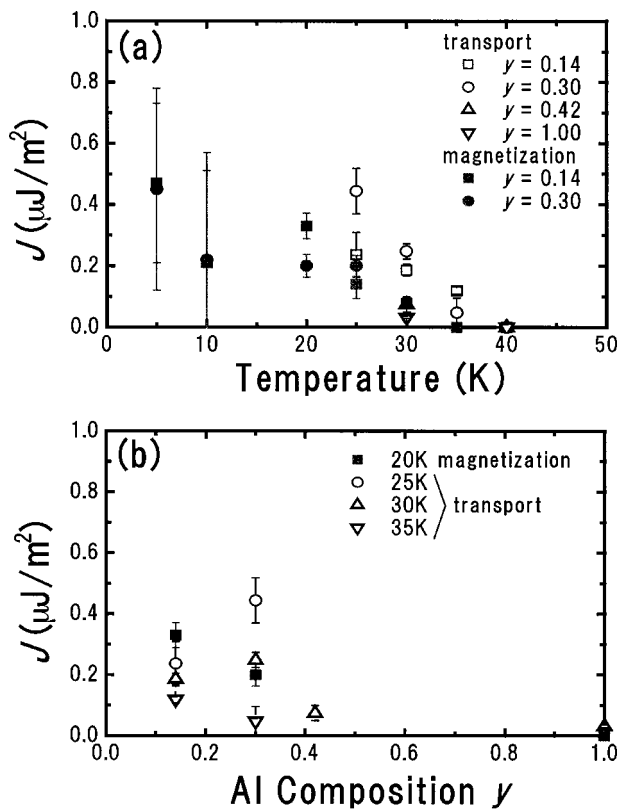 (a)
transport
y = 0.14
y = 0.30
y = 0.42
y = 1.00
magnetization
y = 0.14
y = 0.30
1.0
0.8
0.6
0.4
0.2
0.0
J (μJ/m²)
0 10 20 30 40 50
Temperature (K)
(b)
20K magnetization
25K
30K transport
35K
1.0
0.8
0.6
0.4
0.2
0.0
J (μJ/m²)
0.0 0.2 0.4 0.6 0.8 1.0
Al Composition y